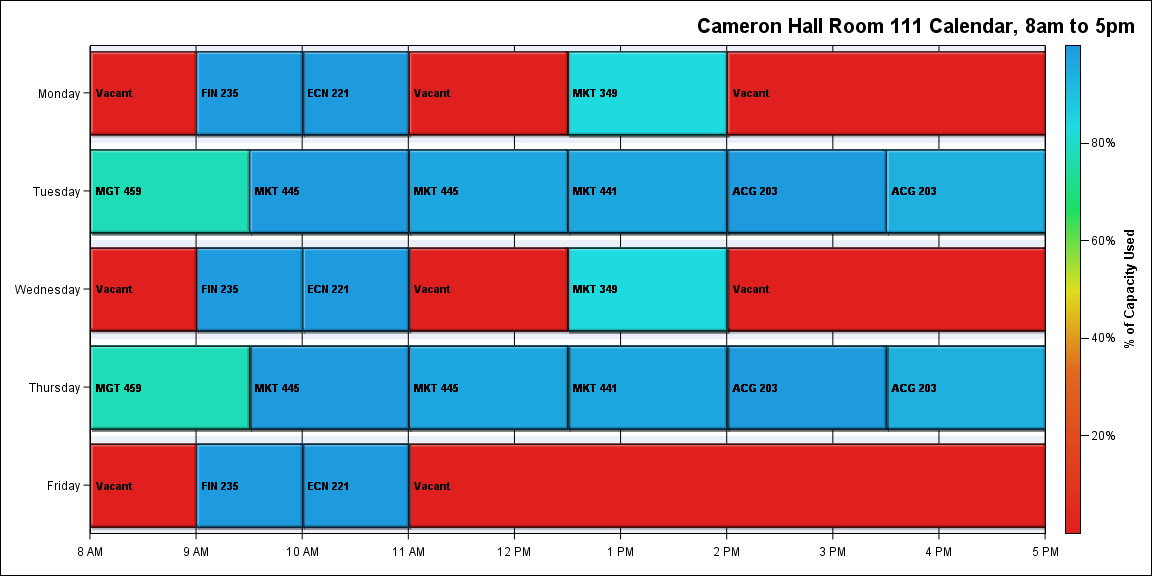 Cameron Hall Room 111 Calendar, 8am to 5pm
Monday
Vacant
FIN 235
ECN 221
Vacant
MKT 349
Vacant
Tuesday
MGT 459
MKT 445
MKT 445
MKT 441
ACG 203
ACG 203
Wednesday
Vacant
FIN 235
ECN 221
Vacant
MKT 349
Vacant
Thursday
MGT 459
MKT 445
MKT 445
MKT 441
ACG 203
ACG 203
Friday
Vacant
FIN 235
ECN 221
Vacant
8 AM
9 AM
10 AM
11 AM
12 PM
1 PM
2 PM
3 PM
4 PM
5 PM
80%
60%
40%
20%
% of Capacity Used